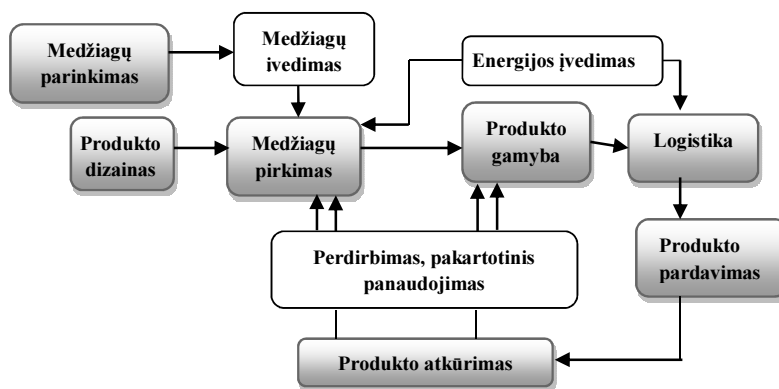 Medžiagų
parinkimas
Medžiagų
ivedimas
Energijos įvedimas
Produkto
dizainas
Medžiagų
pirkimas
Produkto
gamyba
Logistika
Perdirbimas, pakartotinis
panaudojimas
Produkto
pardavimas
Produkto atkūrimas